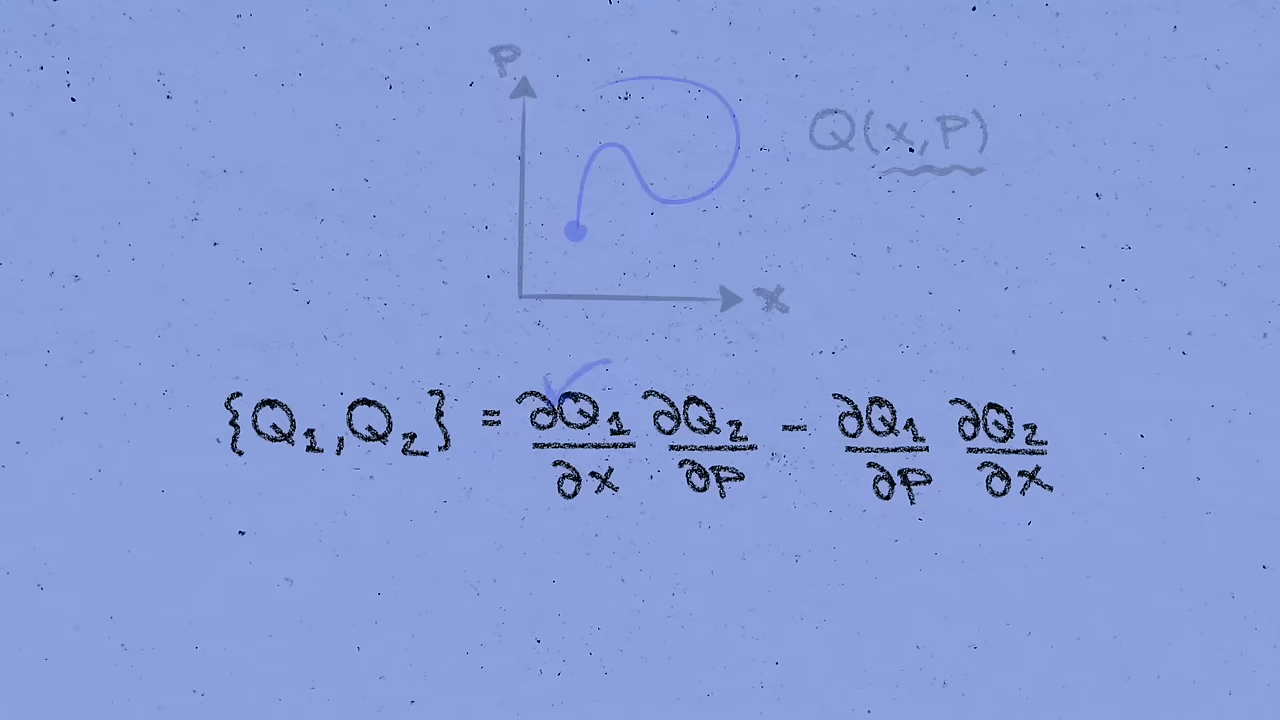 P
Q(x,P)
x
{Q₁,Q₂} = ∂Q₁/∂x ∂Q₂/∂P - ∂Q₁/∂P ∂Q₂/∂x